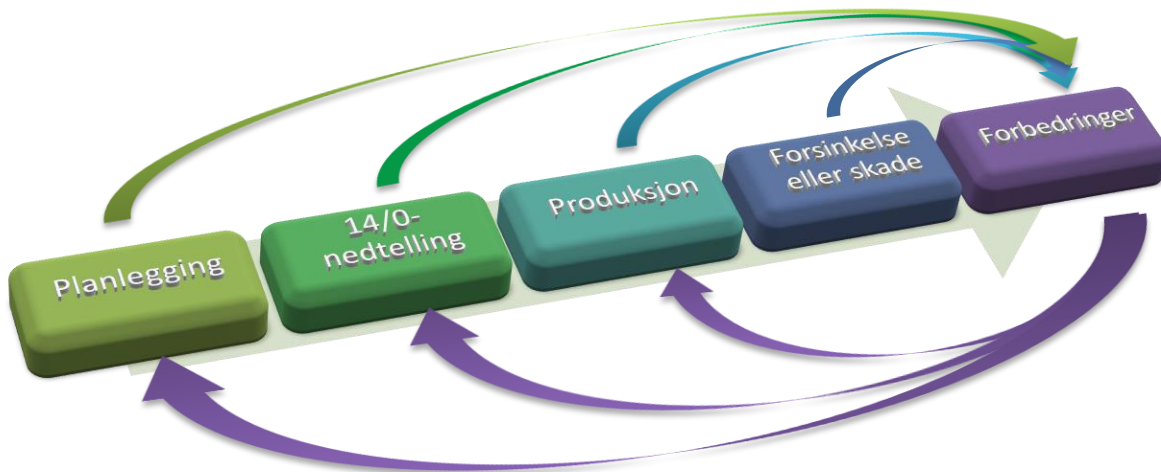 Planlegging
14/0-
nedtelling
Produksjon
Forsinkelse
eller skade
Forbedringer